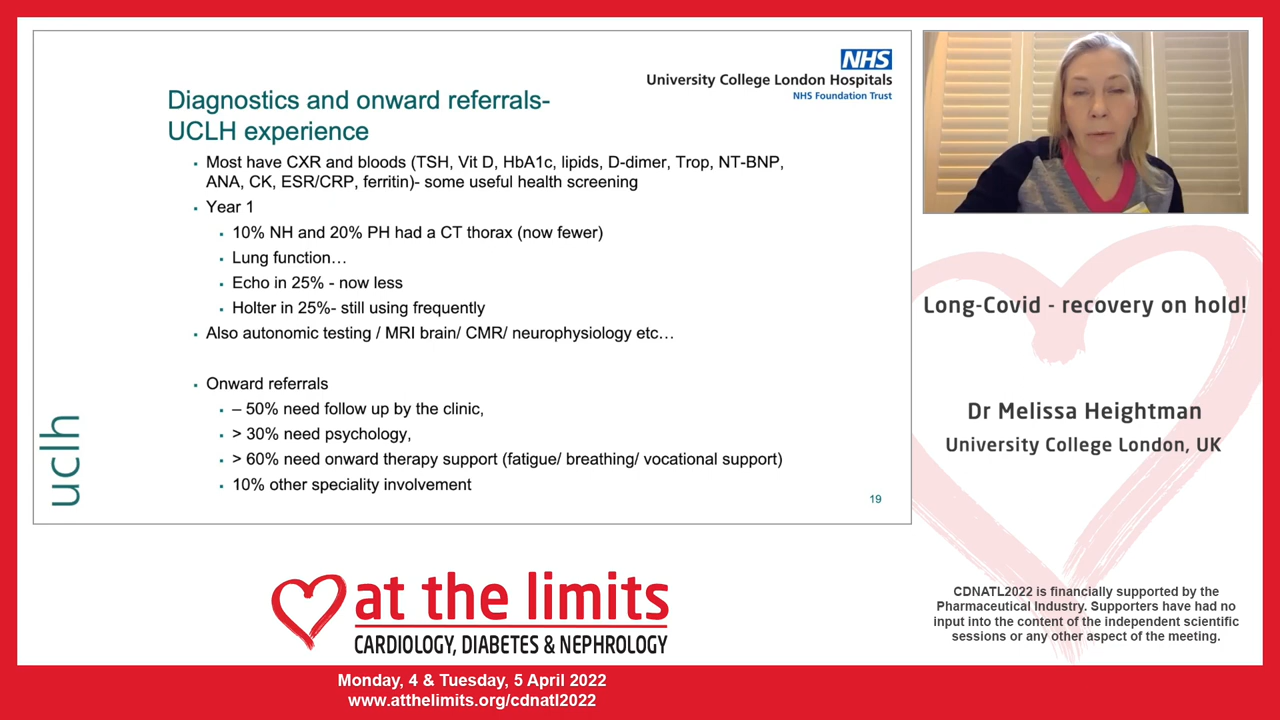 NHS
University College London Hospitals
NHS Foundation Trust
Diagnostics and onward referrals-
UCLH experience
▪ Most have CXR and bloods (TSH, Vit D, HbA1c, lipids, D-dimer, Trop, NT-BNP,
ANA, CK, ESR/CRP, ferritin)- some useful health screening
▪ Year 1
▪ 10% NH and 20% PH had a CT thorax (now fewer)
▪ Lung function…
▪ Echo in 25% - now less
▪ Holter in 25%- still using frequently
▪ Also autonomic testing / MRI brain/ CMR/ neurophysiology etc…
▪ Onward referrals
▪ – 50% need follow up by the clinic,
▪ > 30% need psychology,
▪ > 60% need onward therapy support (fatigue/ breathing/ vocational support)
▪ 10% other speciality involvement
19
uclh
Long-Covid - recovery on hold!
Dr Melissa Heightman
University College London, UK
CDNATL2022 is financially supported by the
Pharmaceutical Industry. Supporters have had no
input into the content of the independent scientific
sessions or any other aspect of the meeting.
at the limits
CARDIOLOGY, DIABETES & NEPHROLOGY
Monday, 4 & Tuesday, 5 April 2022
www.atthelimits.org/cdnatl2022